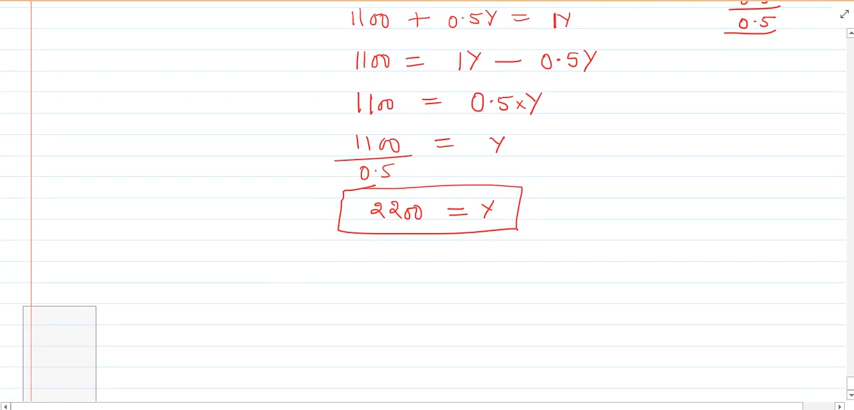 1100 + 0.5Y = 1Y
0.5
1100 = 1Y - 0.5Y
1100 = 0.5 x Y
1100 = Y
0.5
2200 = Y